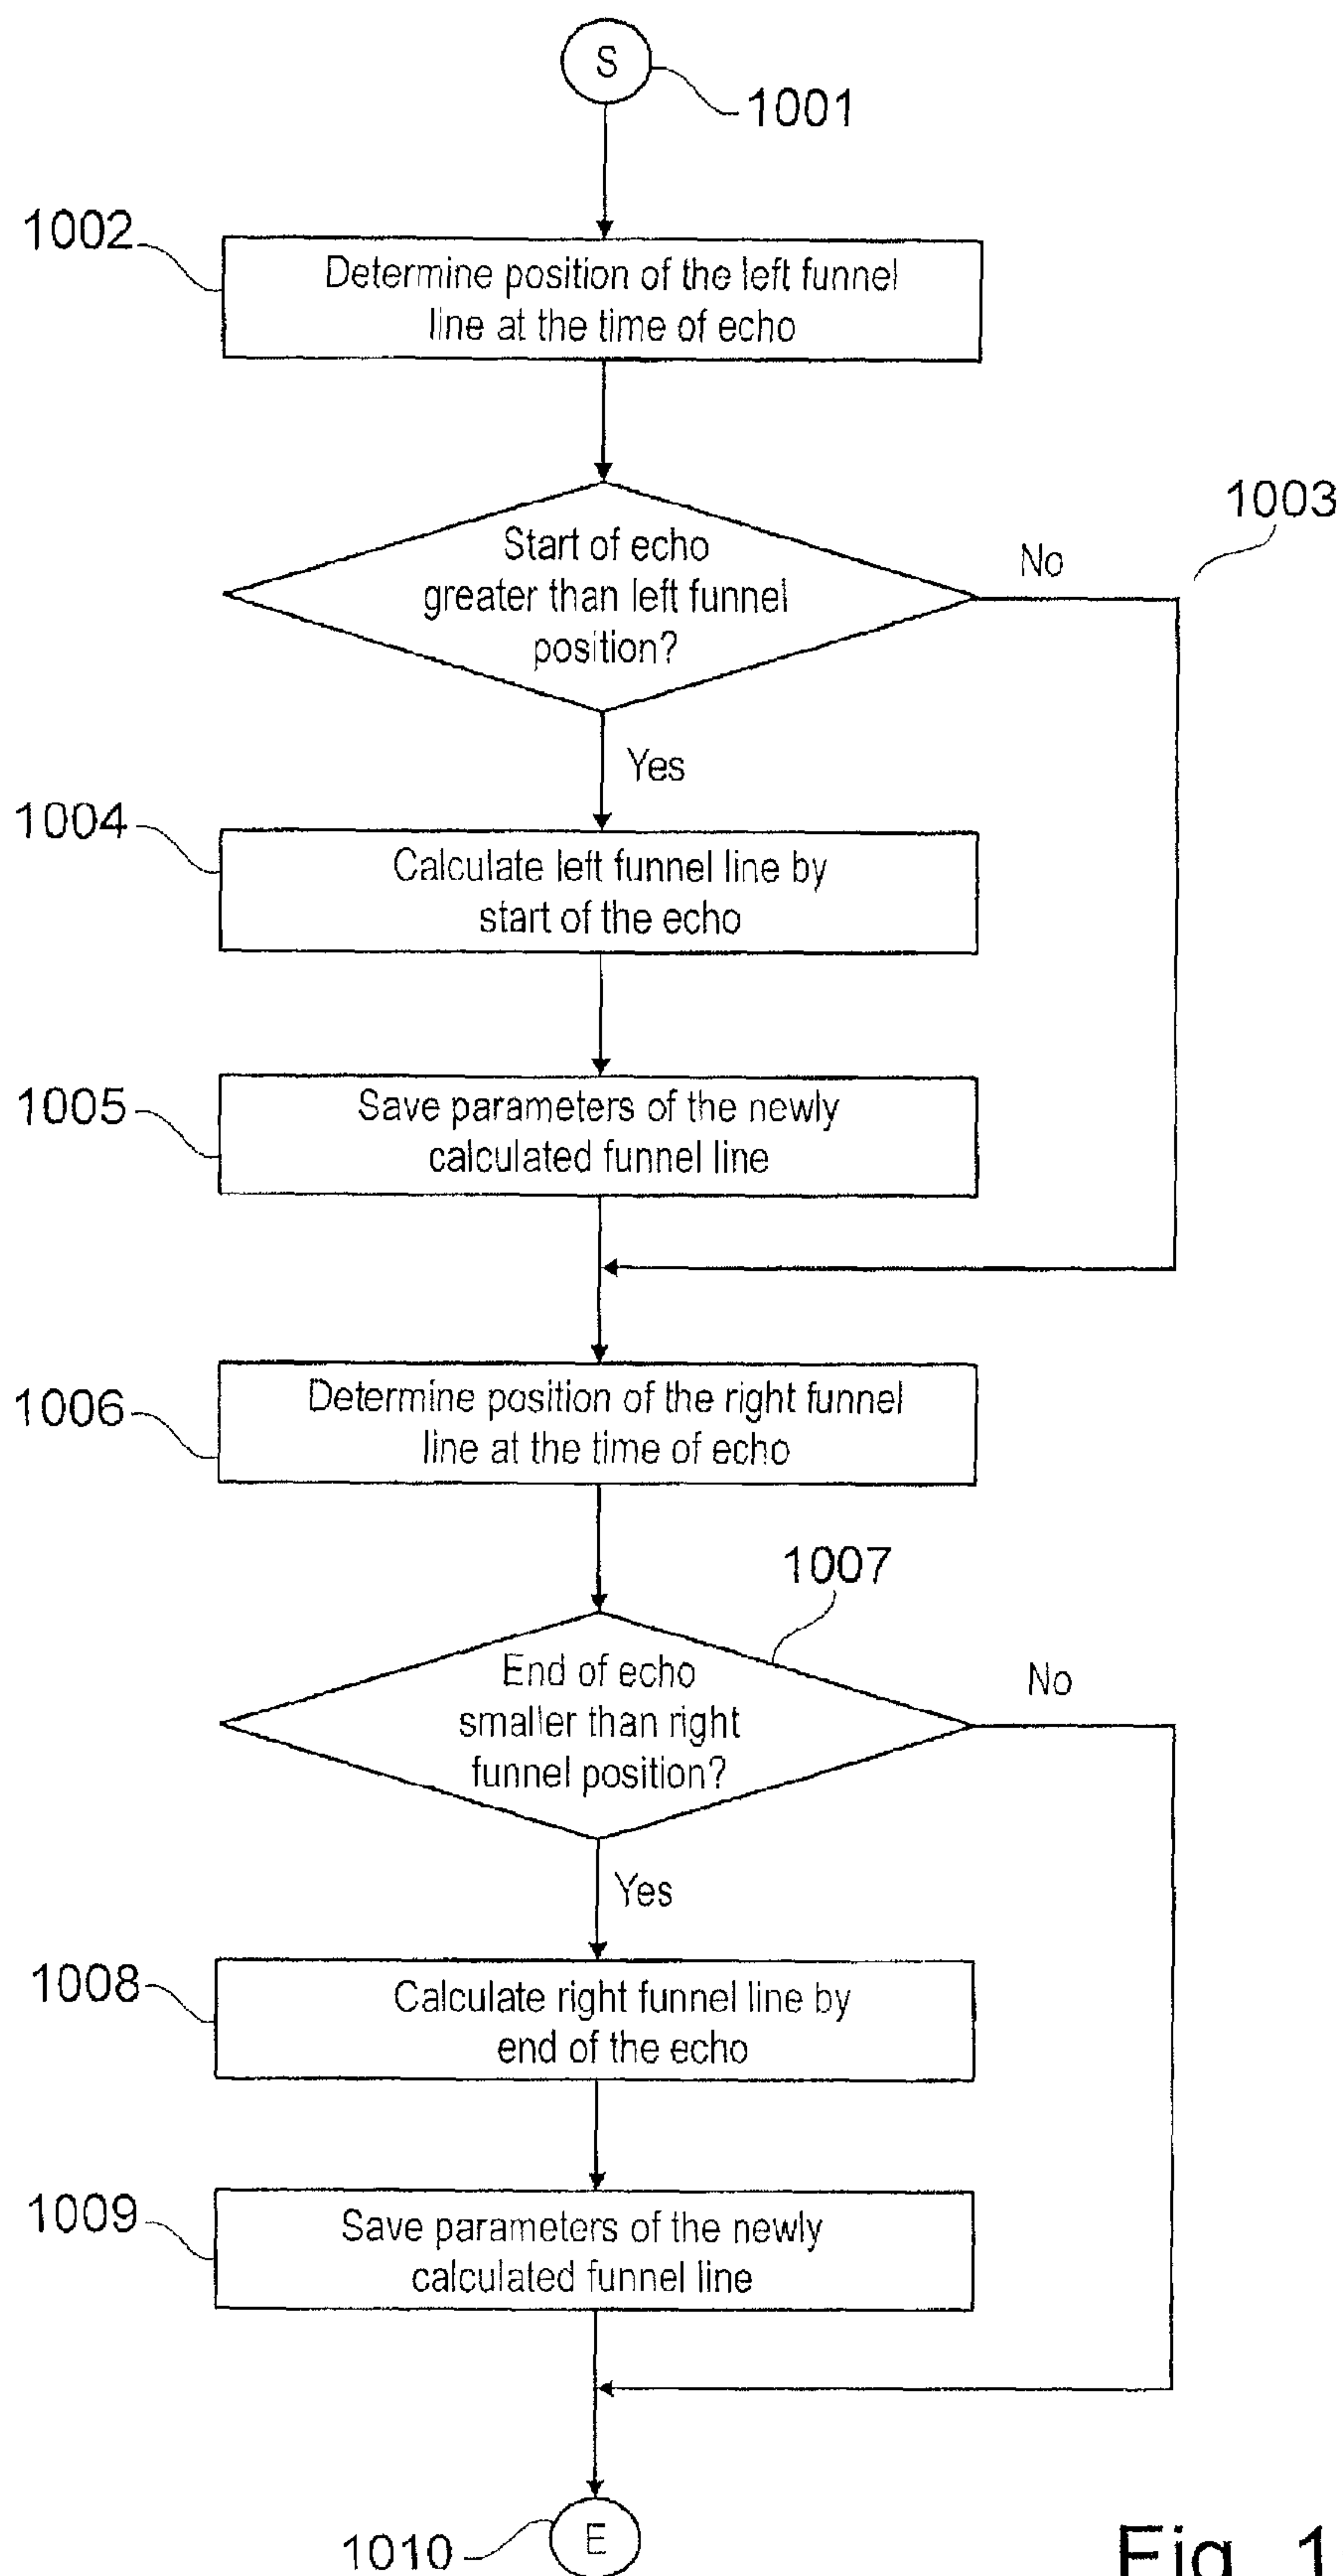 S
1001
1002
Determine position of the left funnel
line at the time of echo
1003
Start of echo
greater than left funnel
position?
No
Yes
1004
Calculate left funnel line by
start of the echo
1005
Save parameters of the newly
calculated funnel line
1006
Determine position of the right funnel
line at the time of echo
1007
End of echo
smaller than right
funnel position?
No
Yes
1008
Calculate right funnel line by
end of the echo
1009
Save parameters of the newly
calculated funnel line
1010
E
Fig. 1